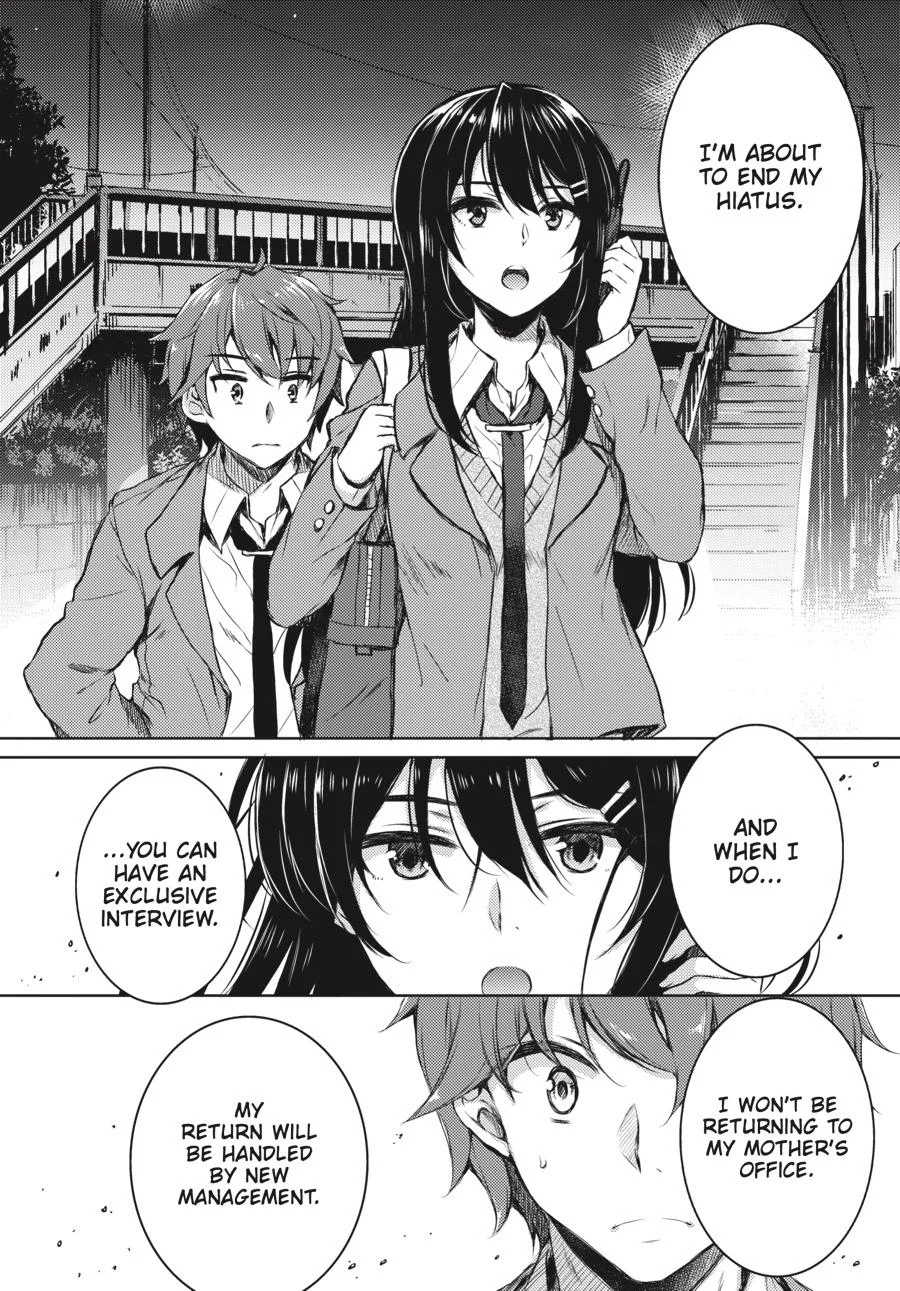 I'M ABOUT
TO END MY
HIATUS.
AND
WHEN I
DO...
...YOU CAN
HAVE AN
EXCLUSIVE
INTERVIEW.
I WON'T BE
RETURNING TO
MY MOTHER'S
OFFICE.
MY
RETURN WILL
BE HANDLED
BY NEW
MANAGEMENT.